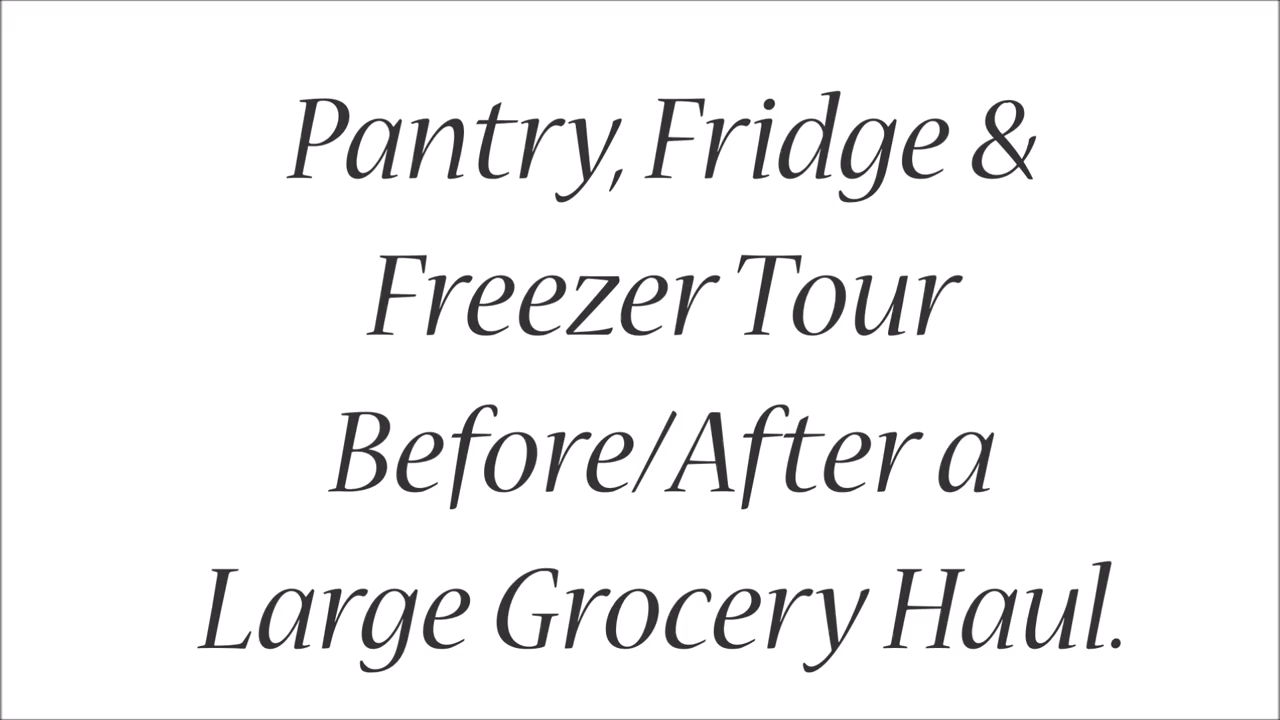 Pantry, Fridge &
Freezer Tour
Before/After a
Large Grocery Haul.